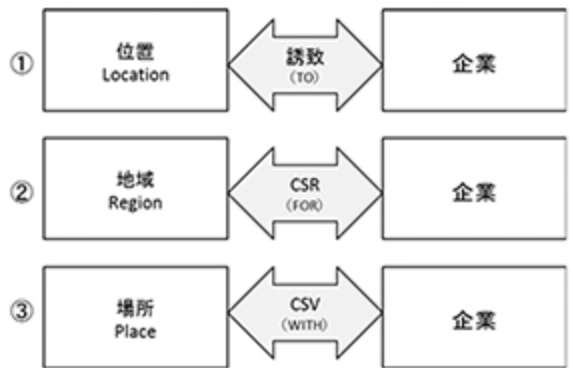 ①
位置
Location
誘致
(TO)
企業
②
地域
Region
CSR
(FOR)
企業
③
場所
Place
CSV
(WITH)
企業